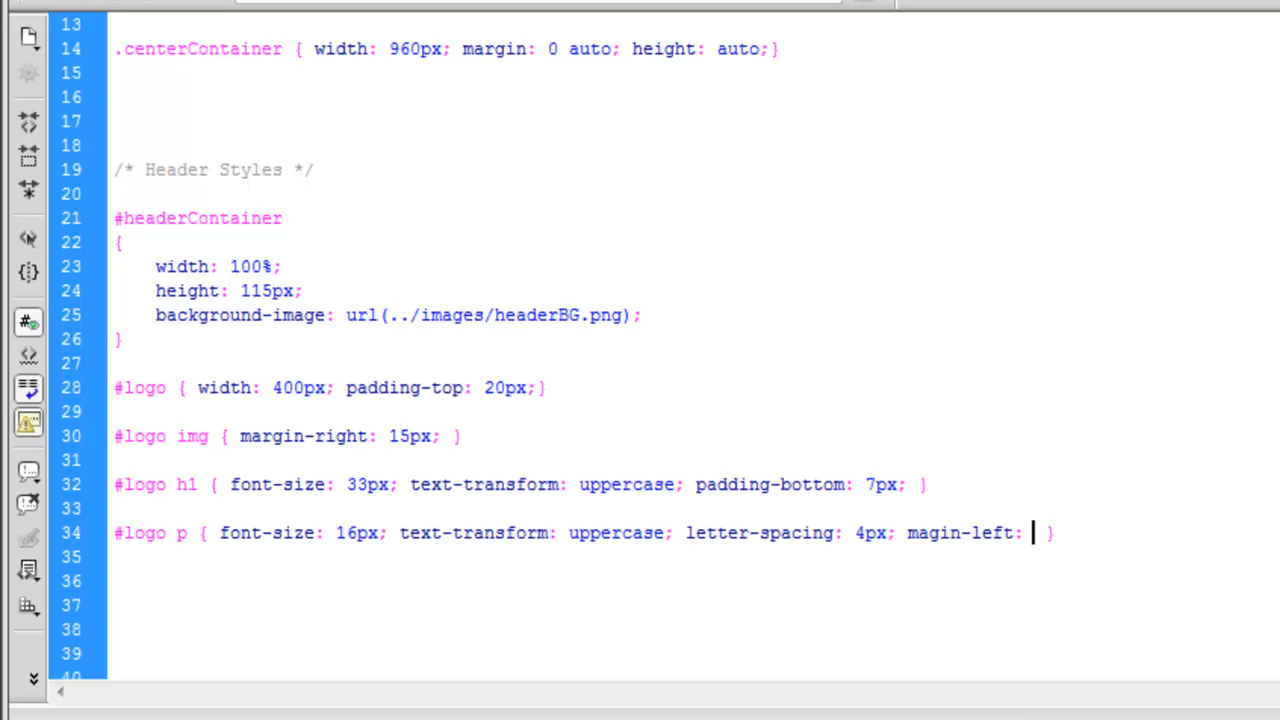 13
14 .centerContainer { width: 960px; margin: 0 auto; height: auto;}
15
16
17
18
19 /* Header Styles */
20
21 #headerContainer
22 {
23 width: 100%;
24 height: 115px;
25 background-image: url(../images/headerBG.png);
26 }
27
28 #logo { width: 400px; padding-top: 20px;}
29
30 #logo img { margin-right: 15px; }
31
32 #logo h1 { font-size: 33px; text-transform: uppercase; padding-bottom: 7px; }
33
34 #logo p { font-size: 16px; text-transform: uppercase; letter-spacing: 4px; magin-left: }
35
36
37
38
39
40